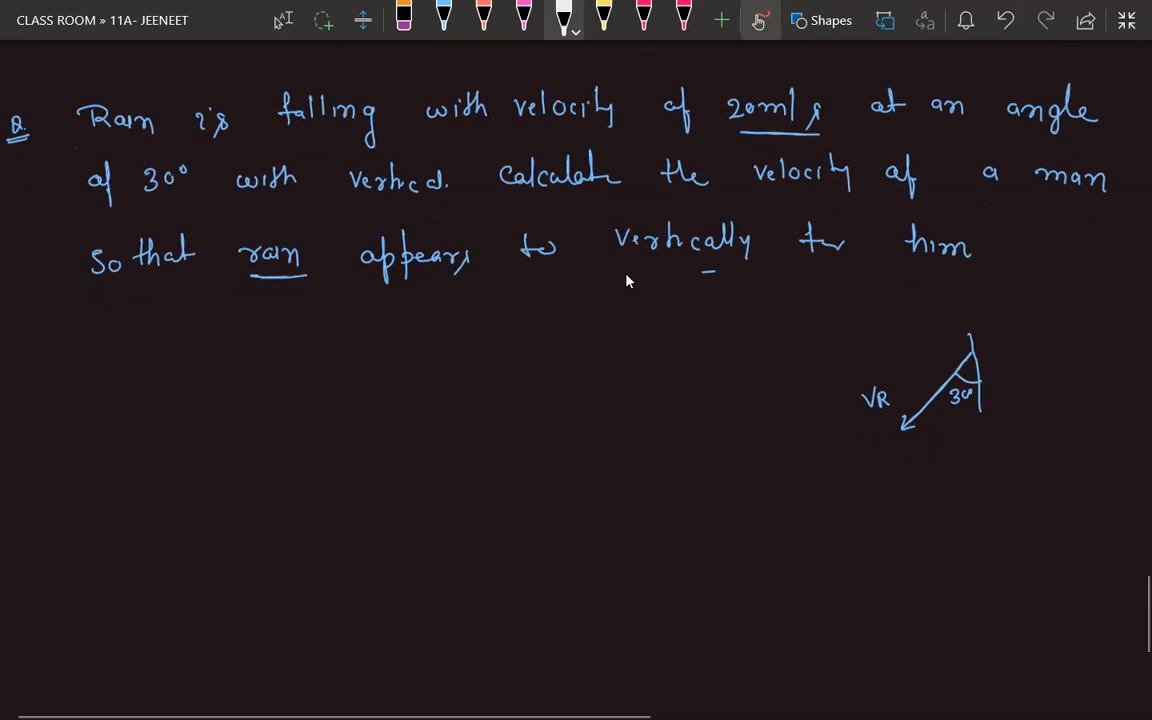 CLASS ROOM » 11A- JEENEET
Shapes
Q. Rain is falling with velocity of 20m/s at an angle
of 30° with vertical. Calculate the velocity of a man
so that rain appears to vertically to him
VR
30°